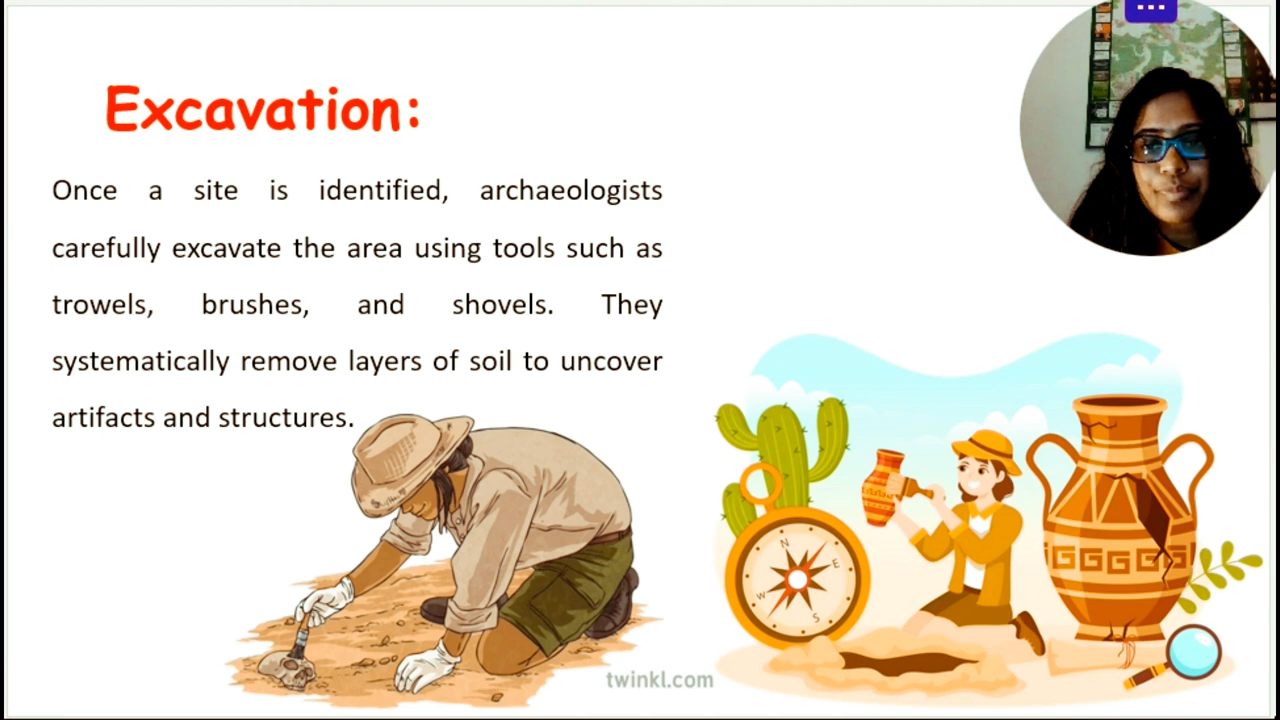 Excavation:
Once a site is identified, archaeologists
carefully excavate the area using tools such as
trowels, brushes, and shovels. They
systematically remove layers of soil to uncover
artifacts and structures.
N
E
W
S
twinkl.com